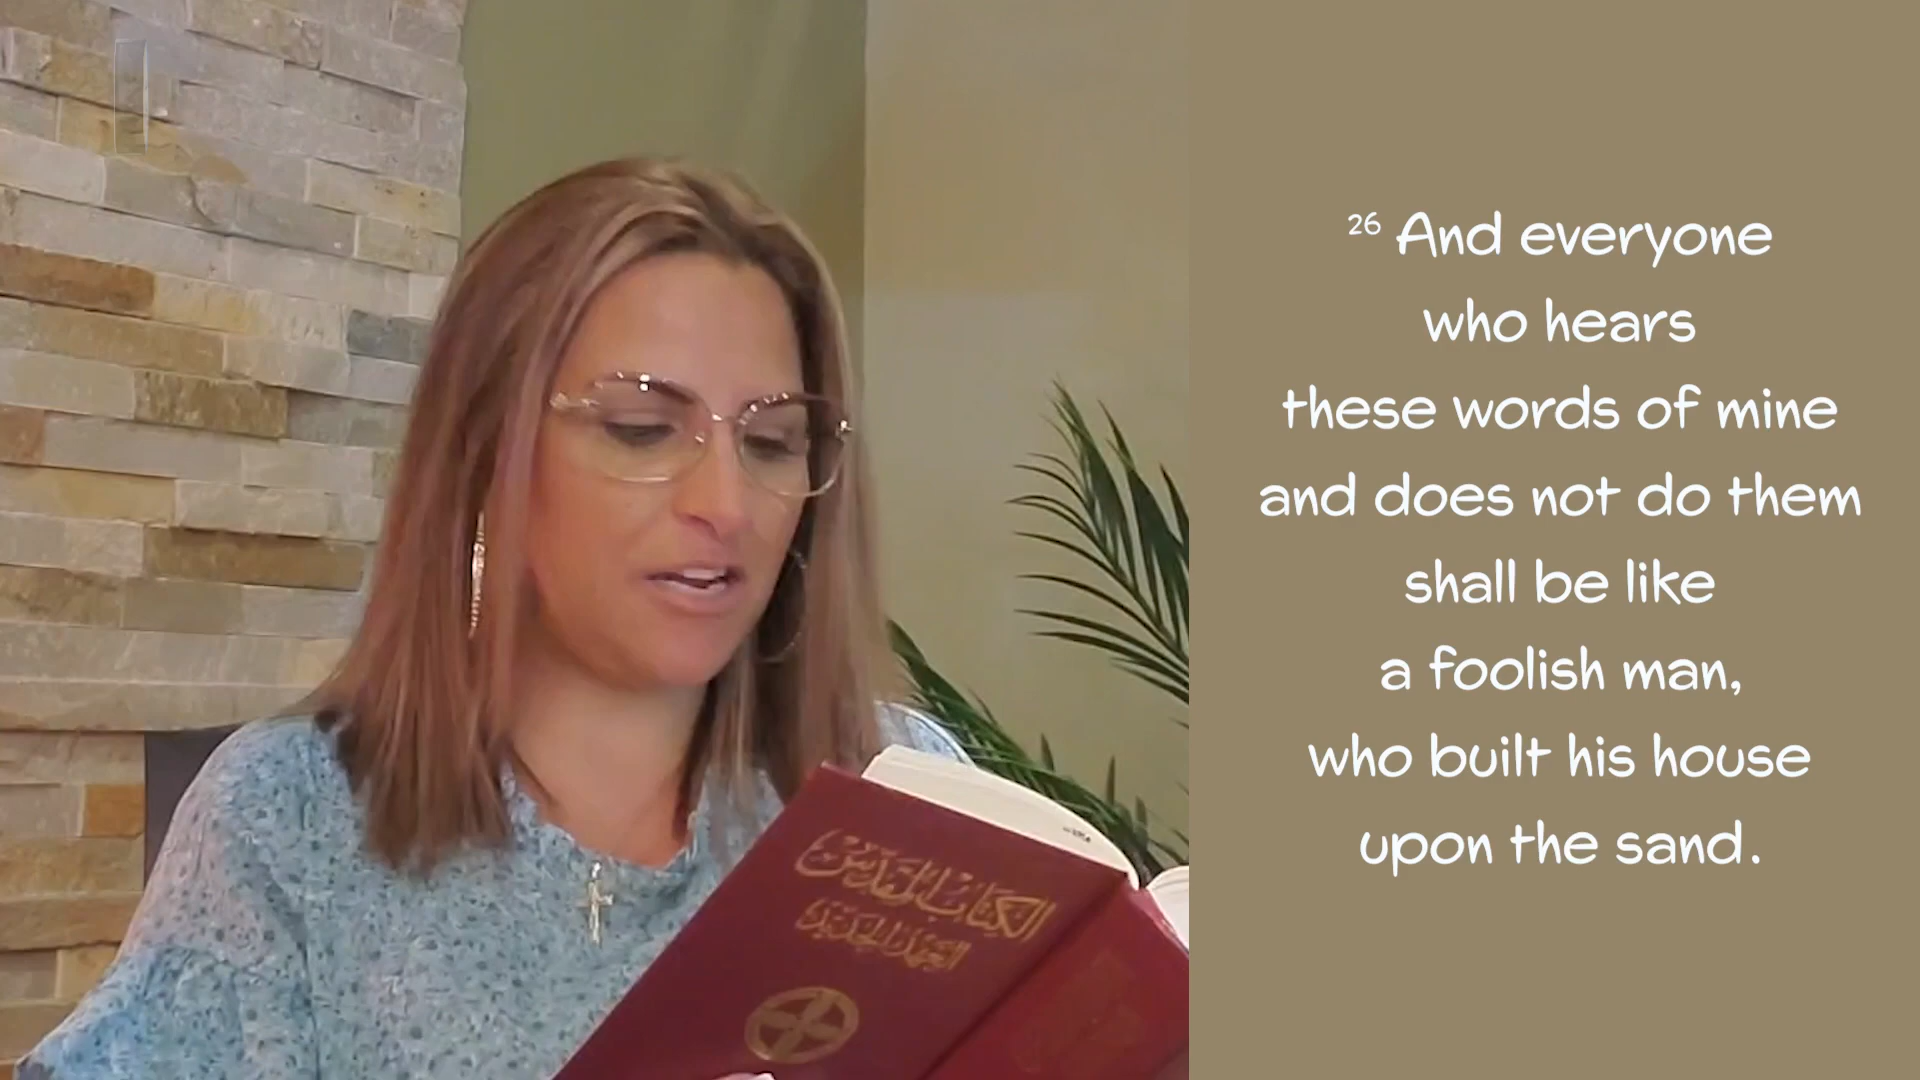 26 And everyone
who hears
these words of mine
and does not do them
shall be like
a foolish man,
who built his house
upon the sand.
الكتاب المقدس
العهد الجديد